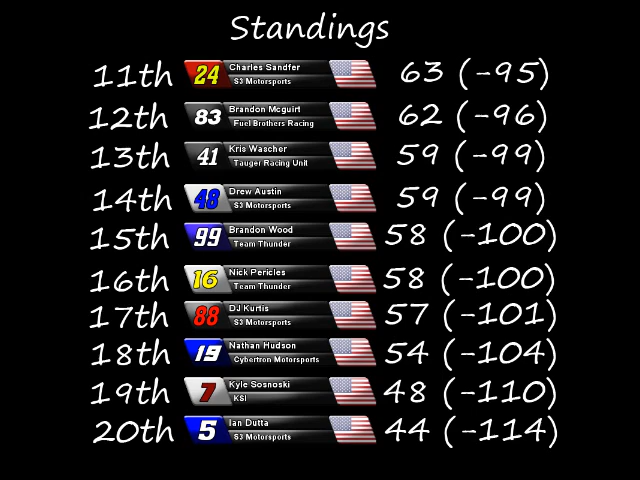 Standings
11th 24 Charles Sandfer 63 (-95)
S3 Motorsports
12th 83 Brandon Mcguirt 62 (-96)
Fuel Brothers Racing
13th 41 Kris Wascher 59 (-99)
Tauger Racing Unit
14th 48 Drew Austin 59 (-99)
S3 Motorsports
15th 99 Brandon Wood 58 (-100)
Team Thunder
16th 16 Nick Pericles 58 (-100)
Team Thunder
17th 88 DJ Kurtis 57 (-101)
S3 Motorsports
18th 19 Nathan Hudson 54 (-104)
Cybertron Motorsports
19th 7 Kyle Sosnoski 48 (-110)
KSI
20th 5 Ian Dutta 44 (-114)
S3 Motorsports